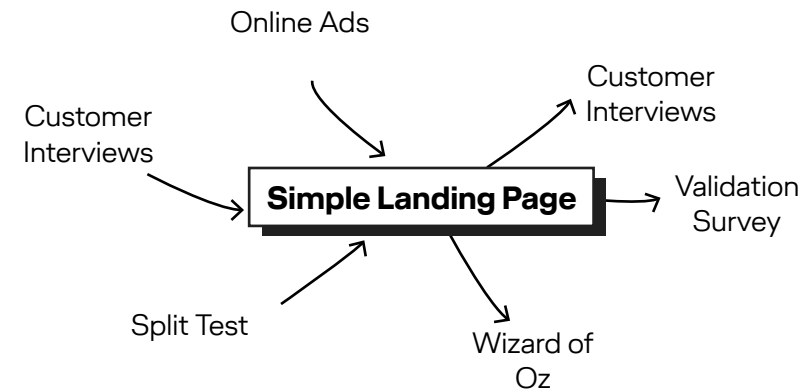 Online Ads
Customer
Interviews
Customer
Interviews
Simple Landing Page
Validation
Survey
Split Test
Wizard of
Oz